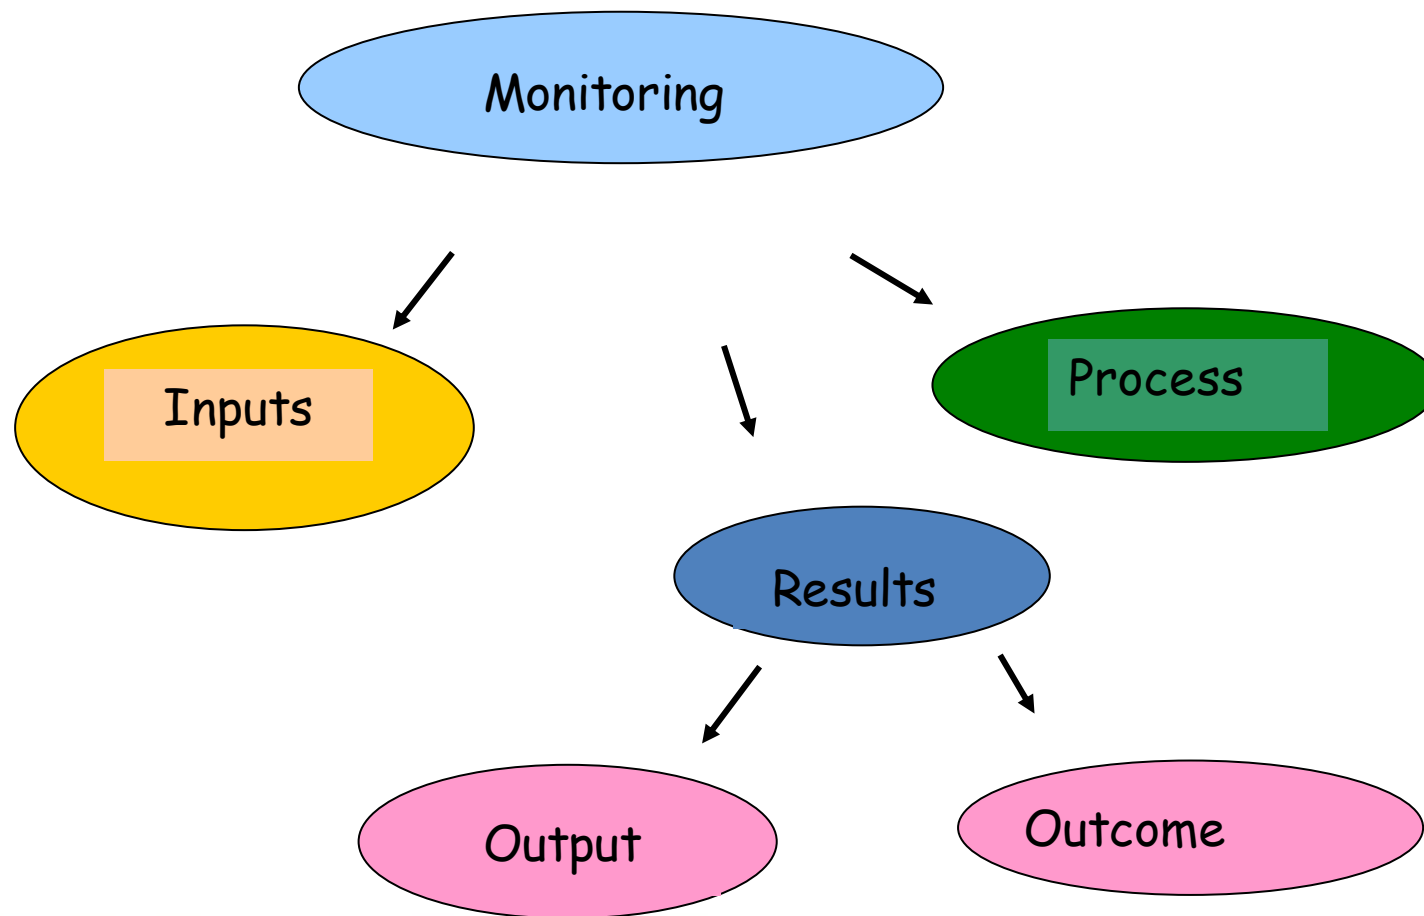 Monitoring
Inputs
Process
Results
Output
Outcome